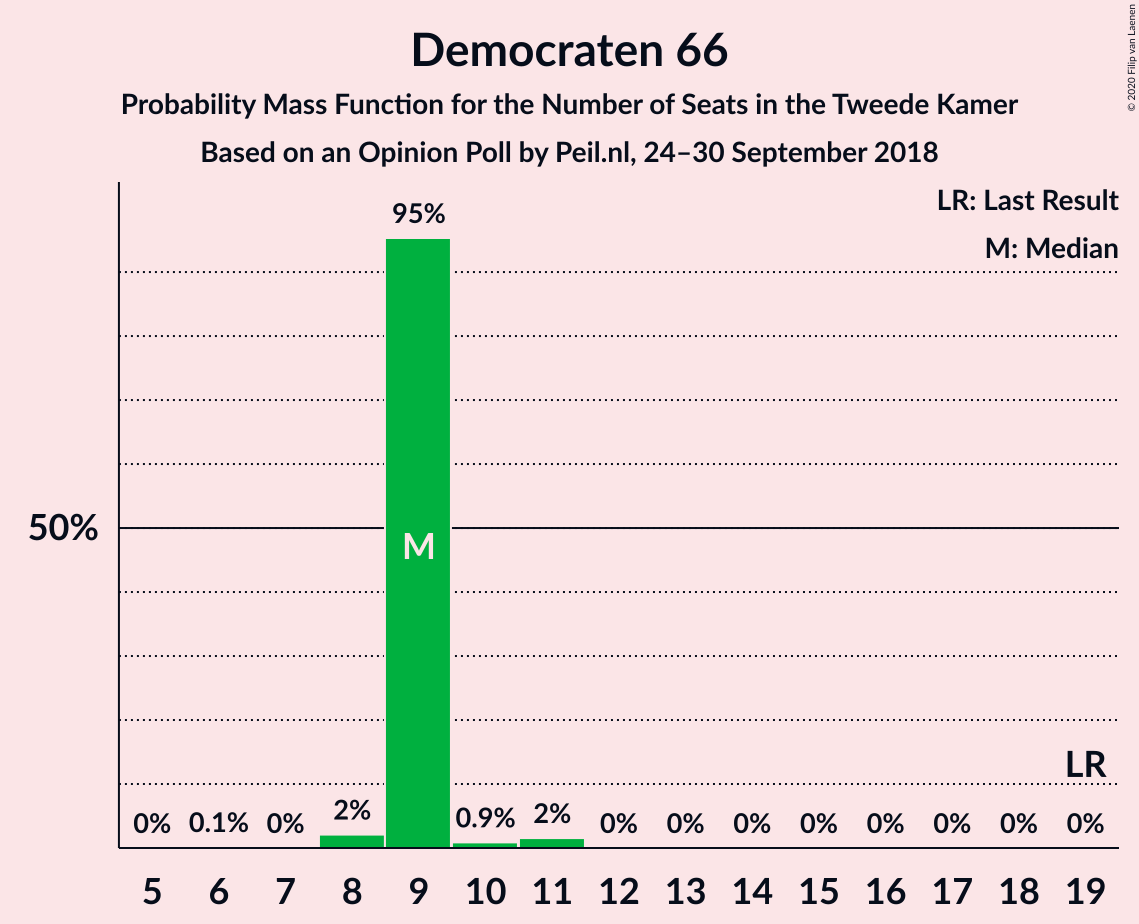 Democraten 66
Probability Mass Function for the Number of Seats in the Tweede Kamer
Based on an Opinion Poll by Peil.nl, 24–30 September 2018
© 2020 Filip van Laenen
LR: Last Result
M: Median
95%
50%
M
LR
0% 0.1% 0% 2% 0.9% 2% 0% 0% 0% 0% 0% 0% 0% 0%
5 6 7 8 9 10 11 12 13 14 15 16 17 18 19